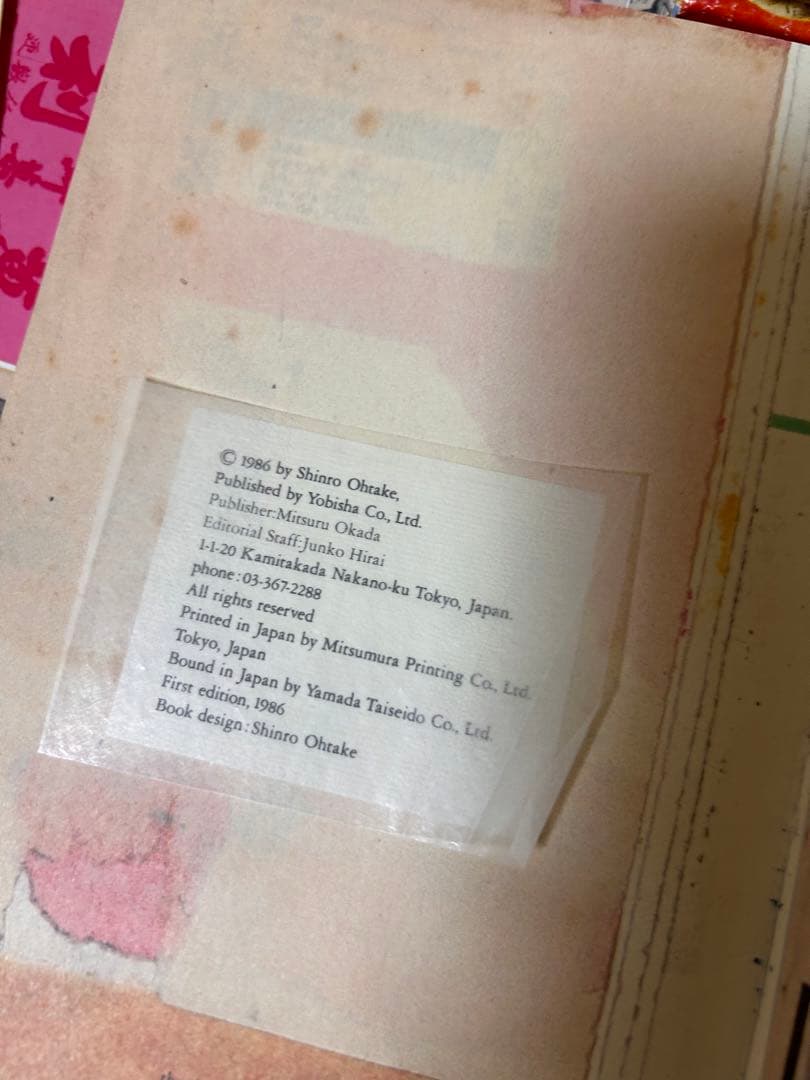 © 1986 by Shinro Ohtake,
Published by Yobisha Co., Ltd.
Publisher:Mitsuru Okada
Editorial Staff:Junko Hirai
1-1-20 Kamitakada Nakano-ku Tokyo, Japan.
phone:03-367-2288
All rights reserved
Printed in Japan by Mitsumura Printing Co., Ltd.
Tokyo, Japan
Bound in Japan by Yamada Taiseido Co., Ltd.
First edition, 1986
Book design:Shinro Ohtake